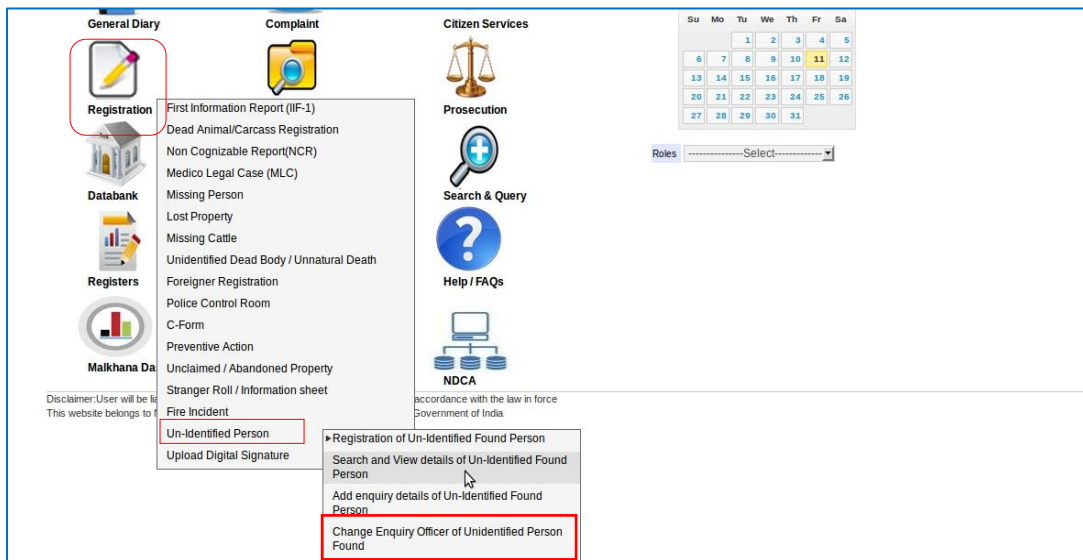 General Diary
Complaint
Citizen Services
Registration
Prosecution
Databank
Search & Query
Registers
Help / FAQs
Malkhana Da
NDCA
First Information Report (IIF-1)
Dead Animal/Carcass Registration
Non Cognizable Report(NCR)
Medico Legal Case (MLC)
Missing Person
Lost Property
Missing Cattle
Unidentified Dead Body / Unnatural Death
Foreigner Registration
Police Control Room
C-Form
Preventive Action
Unclaimed / Abandoned Property
Stranger Roll / Information sheet
Fire Incident
Un-Identified Person
Upload Digital Signature
Registration of Un-Identified Found Person
Search and View details of Un-Identified Found
Person
Add enquiry details of Un-Identified Found
Person
Change Enquiry Officer of Unidentified Person
Found
Su Mo Tu We Th Fr Sa
1 2 3 4 5
6 7 8 9 10 11 12
13 14 15 16 17 18 19
20 21 22 23 24 25 26
27 28 29 30 31
Roles ---------------Select-------------
Disclaimer:User will be accordance with the law in force
This website belongs to Government of India